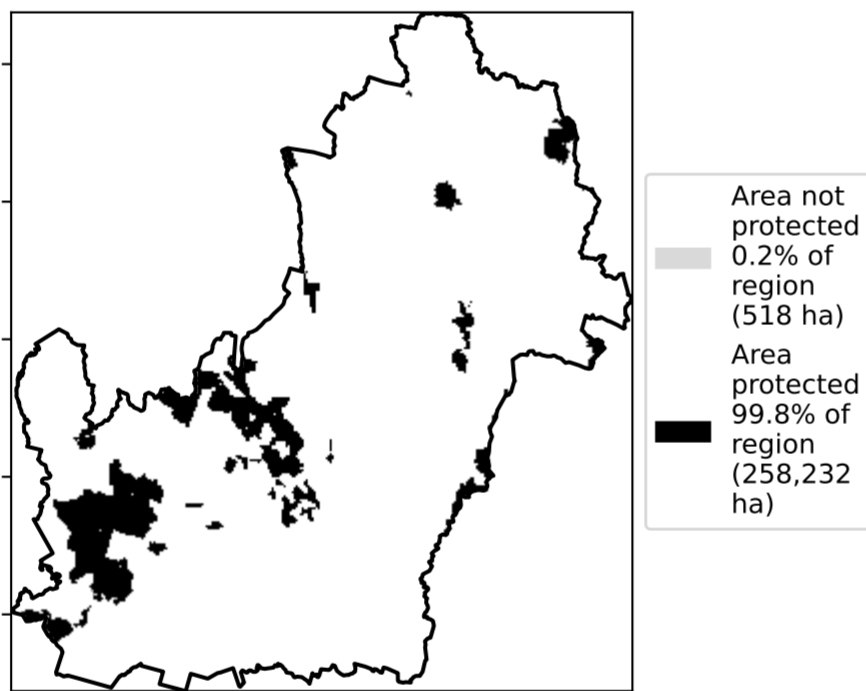 Area not
protected
0.2% of
region
(518 ha)
Area
protected
99.8% of
region
(258,232
ha)